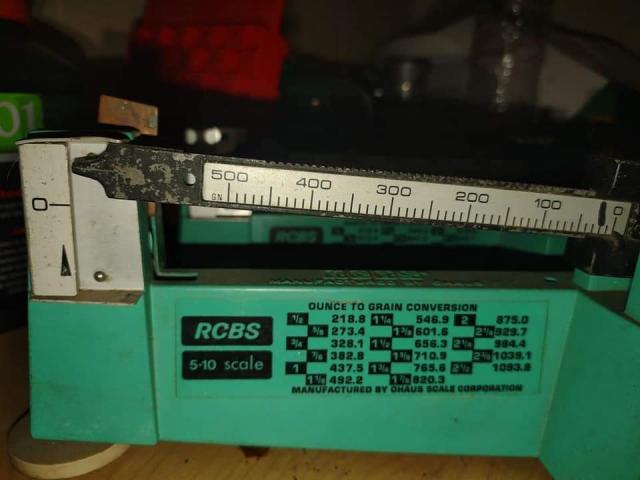 01
500 400 300 200 100 0
GN
0
RCBS
MANUFACTURED BY OHAUS
RCBS
5-10 scale
OUNCE TO GRAIN CONVERSION
1/2 218.8 1 1/4 546.9 2 875.0
5/8 273.4 1 3/8 601.6 2 1/8 929.7
3/4 328.1 1 1/2 656.3 2 1/4 984.4
7/8 382.8 1 5/8 710.9 2 3/8 1039.1
1 437.5 1 3/4 765.6 2 1/2 1093.8
1 1/8 492.2 1 7/8 820.3
MANUFACTURED BY OHAUS SCALE CORPORATION